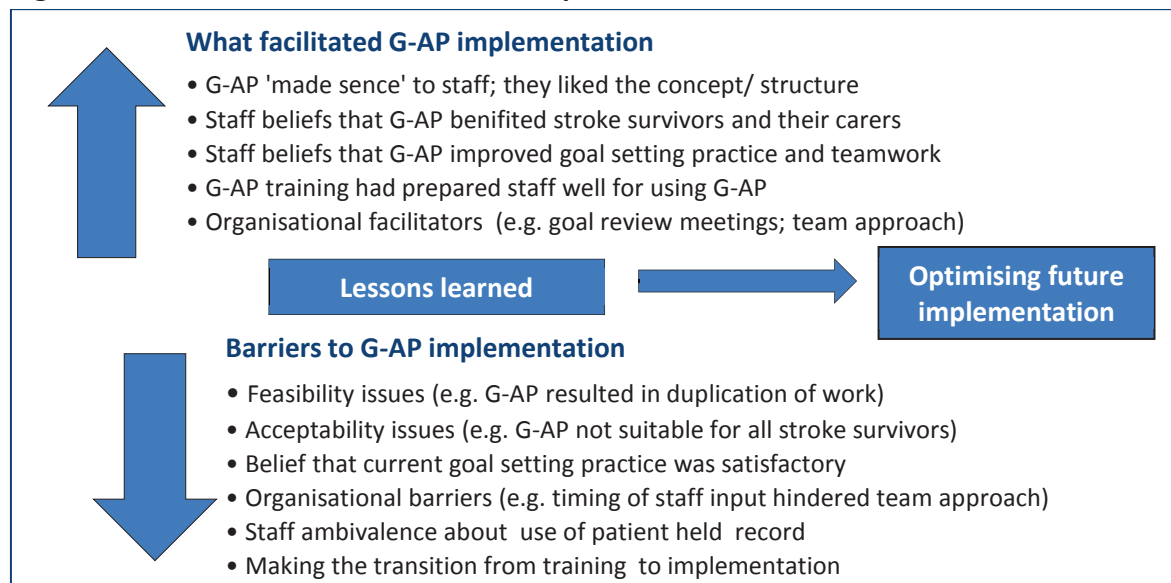 What facilitated G-AP implementation
• G-AP 'made sence' to staff; they liked the concept/ structure
• Staff beliefs that G-AP benifited stroke survivors and their carers
• Staff beliefs that G-AP improved goal setting practice and teamwork
• G-AP training had prepared staff well for using G-AP
• Organisational facilitators (e.g. goal review meetings; team approach)
Lessons learned
Optimising future
implementation
Barriers to G-AP implementation
• Feasibility issues (e.g. G-AP resulted in duplication of work)
• Acceptability issues (e.g. G-AP not suitable for all stroke survivors)
• Belief that current goal setting practice was satisfactory
• Organisational barriers (e.g. timing of staff input hindered team approach)
• Staff ambivalence about use of patient held record
• Making the transition from training to implementation